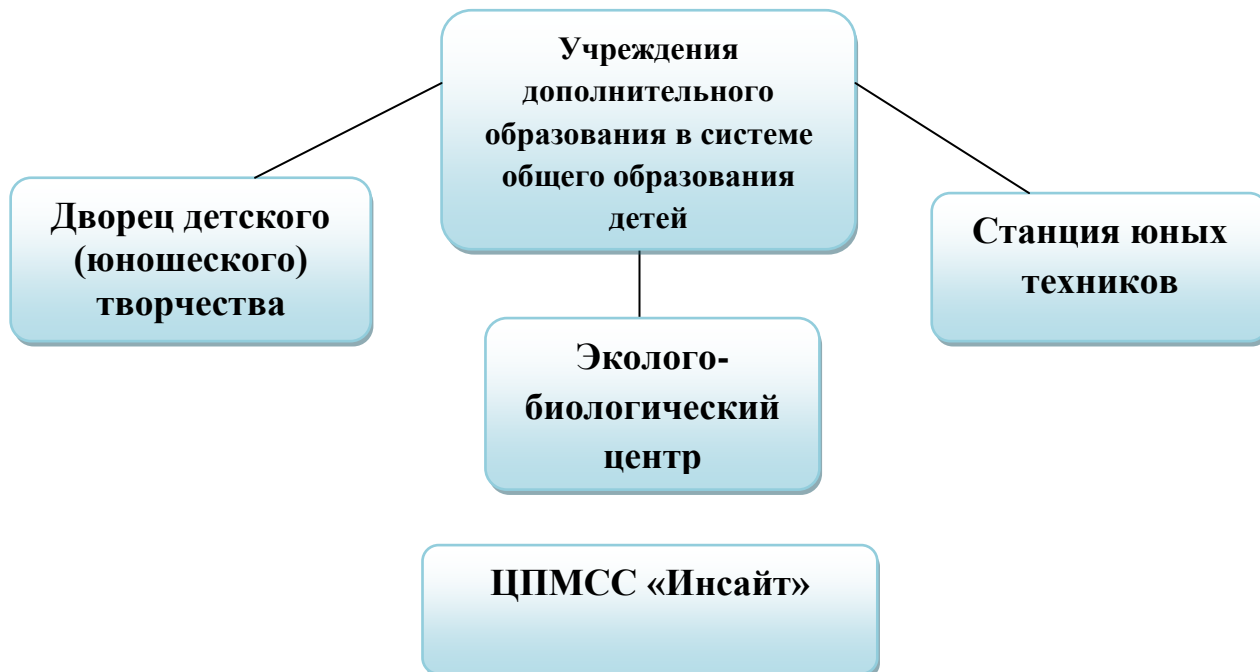 Учреждения
дополнительного
образования в системе
общего образования
детей
Дворец детского
(юношеского)
творчества
Станция юных
техников
Эколого-
биологический
центр
ЦПМСС «Инсайт»